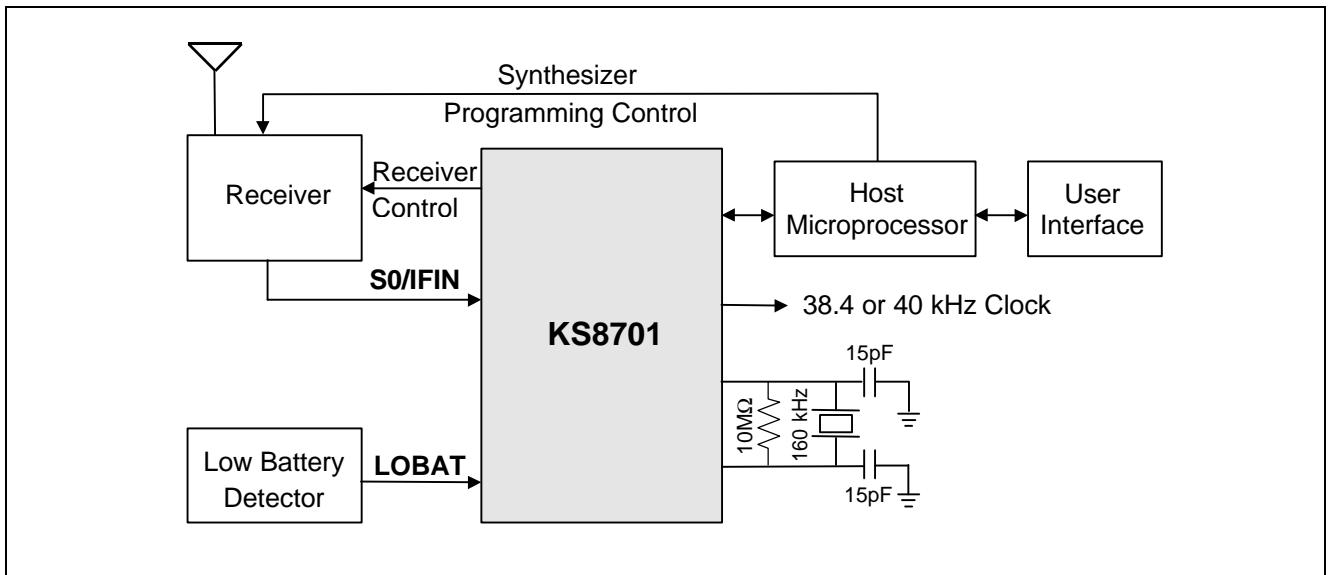 Synthesizer
Programming Control
Receiver
Receiver
Control
Host
Microprocessor
User
Interface
S0/IFIN
KS8701
38.4 or 40 kHz Clock
15pF
10MΩ
160 kHz
15pF
Low Battery
Detector
LOBAT